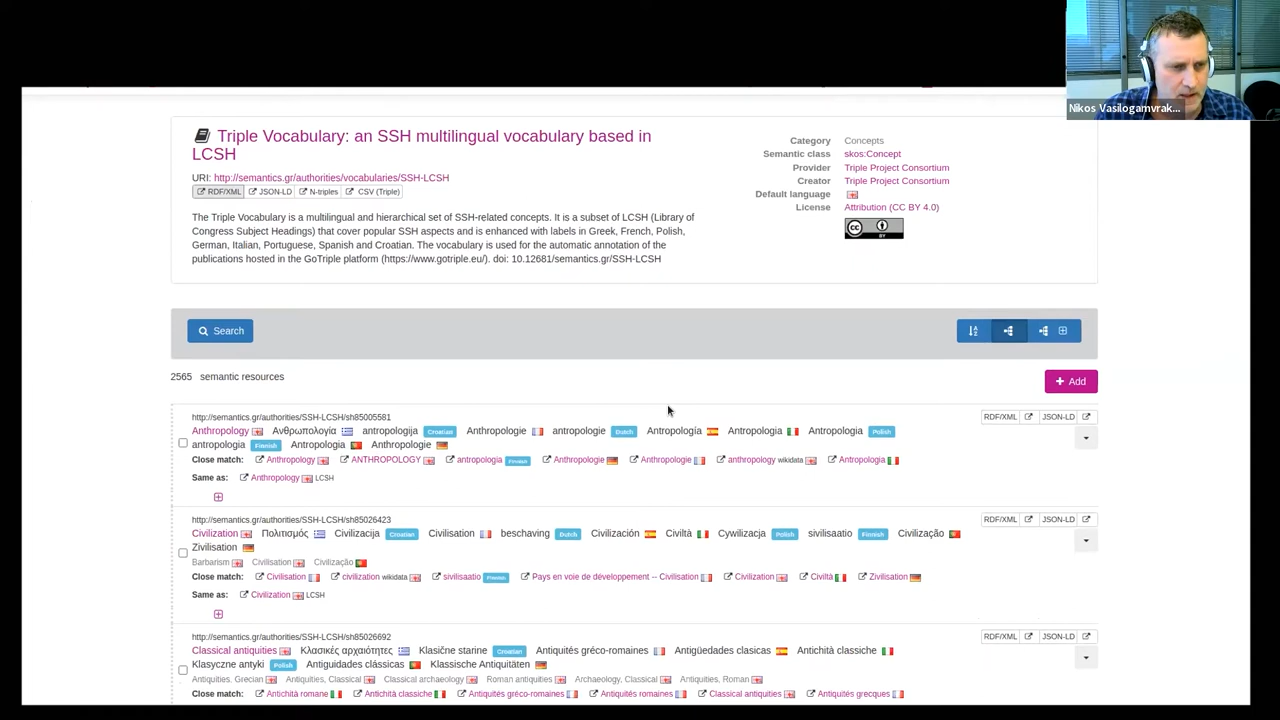 Nikos Vasilogamvrak...
Triple Vocabulary: an SSH multilingual vocabulary based in
LCSH
URI: http://semantics.gr/authorities/vocabularies/SSH-LCSH
RDF/XML JSON-LD N-triples CSV (Triple)
The Triple Vocabulary is a multilingual and hierarchical set of SSH-related concepts. It is a subset of LCSH (Library of
Congress Subject Headings) that cover popular SSH aspects and is enhanced with labels in Greek, French, Polish,
German, Italian, Portuguese, Spanish and Croatian. The vocabulary is used for the automatic annotation of the
publications hosted in the GoTriple platform (https://www.gotriple.eu/). doi: 10.12681/semantics.gr/SSH-LCSH
Category Concepts
Semantic class skos:Concept
Provider Triple Project Consortium
Creator Triple Project Consortium
Default language
License Attribution (CC BY 4.0)
cc BY
Search
2565 semantic resources
+ Add
http://semantics.gr/authorities/SSH-LCSH/sh85005581 RDF/XML JSON-LD
Anthropology Ανθρωπολογία antropologija Croatian Anthropologie antropologie Dutch Antropología Antropologia Antropologia Polish
antropologia Finnish Antropologia Anthropologie
Close match: Anthropology ANTHROPOLOGY antropologia Finnish Anthropologie Anthropologie anthropology wikidata Antropologia
Same as: Anthropology LCSH
http://semantics.gr/authorities/SSH-LCSH/sh85026423 RDF/XML JSON-LD
Civilization Πολιτισμός Civilizacija Croatian Civilisation beschaving Dutch Civilización Civiltà Cywilizacja Polish sivilisaatio Finnish Civilização
Zivilisation
Barbarism Civilisation Civilização
Close match: Civilisation civilization wikidata sivilisaatio Finnish Pays en voie de développement -- Civilisation Civilization Civiltà Zivilisation
Same as: Civilization LCSH
http://semantics.gr/authorities/SSH-LCSH/sh85026692 RDF/XML JSON-LD
Classical antiquities Κλασικές αρχαιότητες Klasične starine Croatian Antiquités gréco-romaines Antigüedades clasicas Antichità classiche
Klasyczne antyki Polish Antiguidades clássicas Klassische Antiquitäten
Antiquities, Grecian Antiquities, Classical Classical archaeology Roman antiquities Archaeology, Classical Antiquities, Roman
Close match: Antichità romane Antichità classiche Antiquités gréco-romaines Antiquités romaines Classical antiquities Antiquités grecques